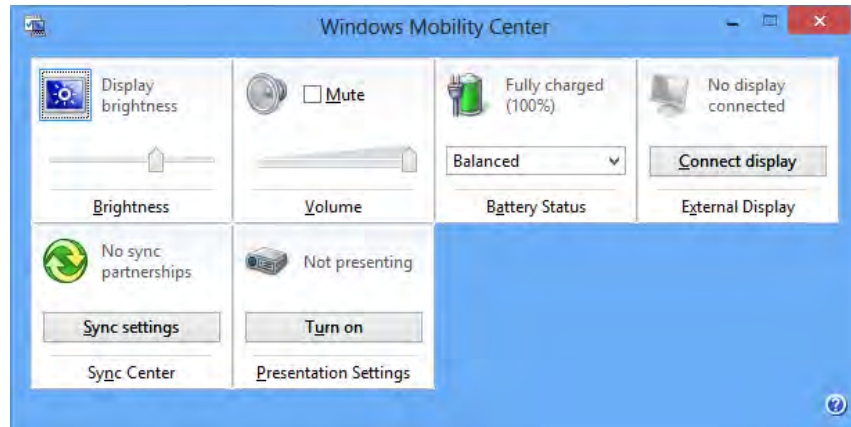 Windows Mobility Center
Display
brightness
Brightness
Mute
Volume
Fully charged
(100%)
Balanced
Battery Status
No display
connected
Connect display
External Display
No sync
partnerships
Sync settings
Sync Center
Not presenting
Turn on
Presentation Settings